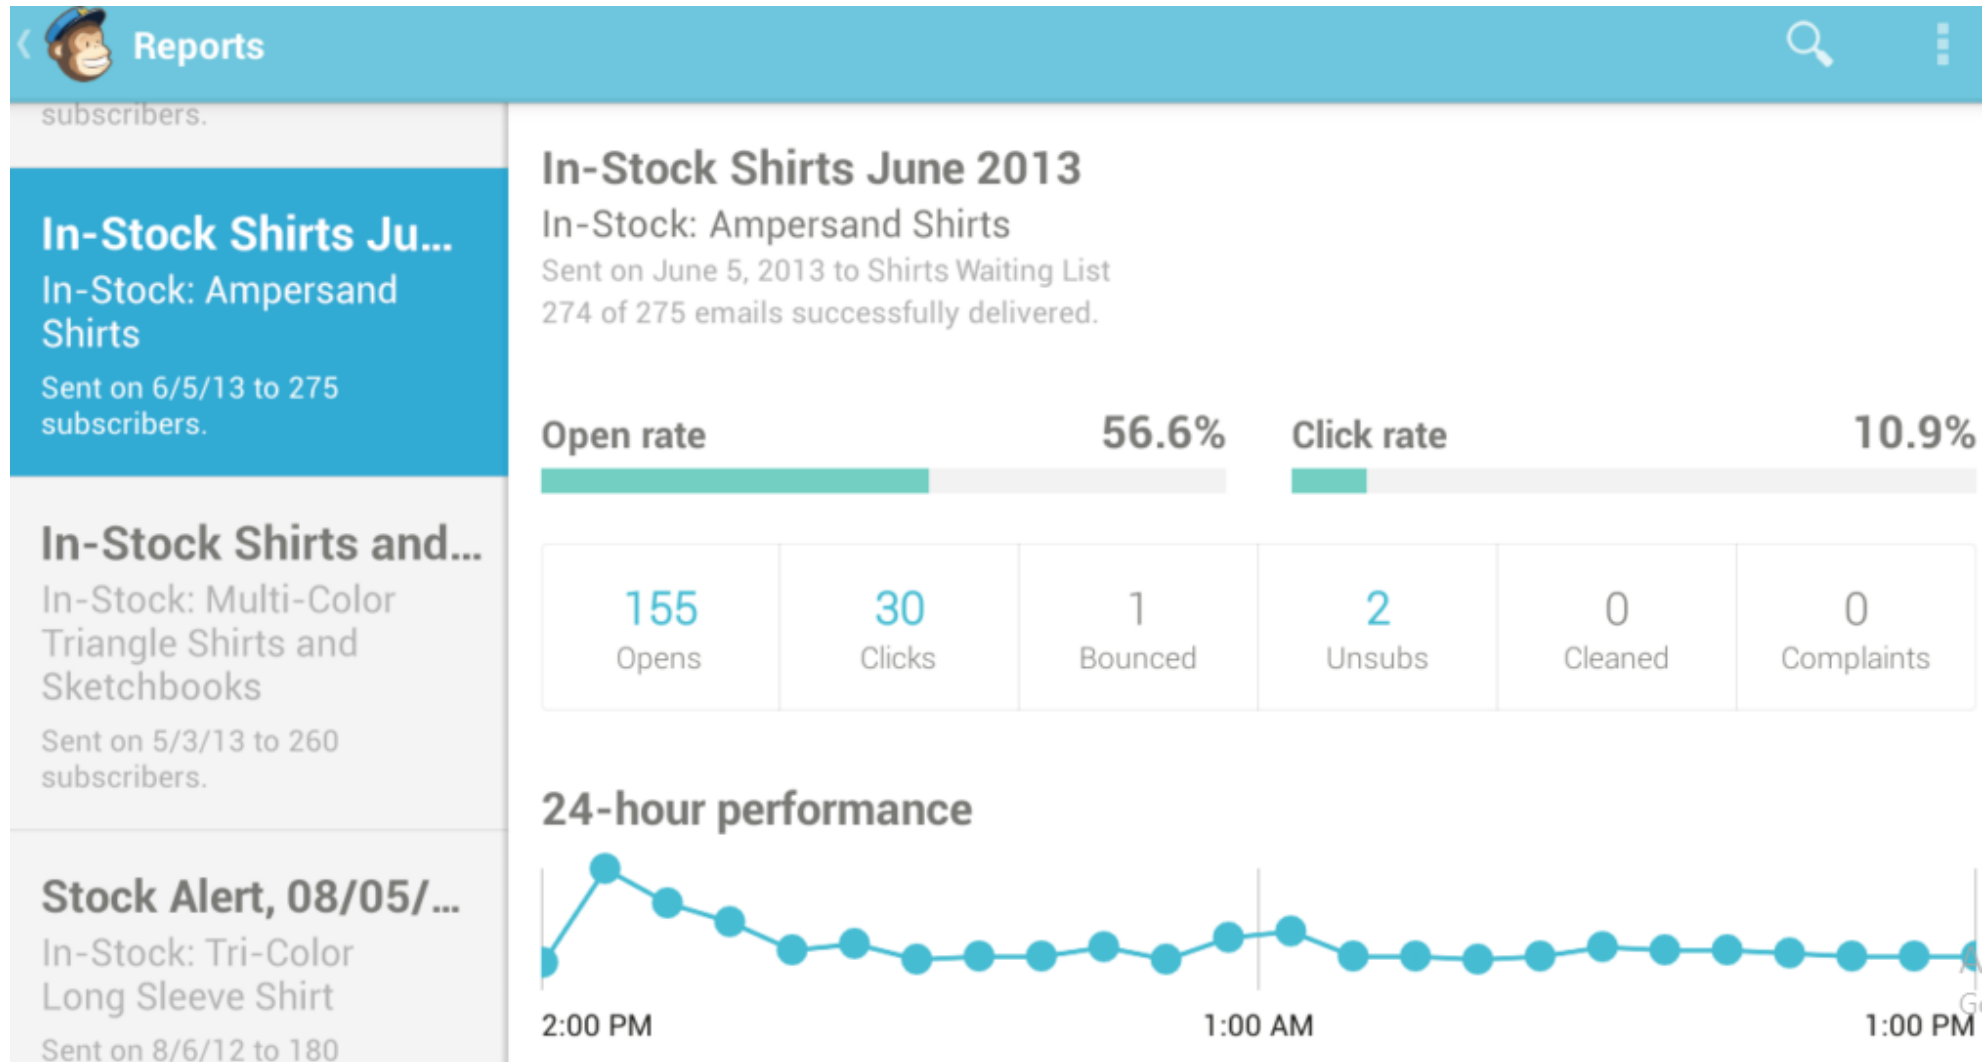 Reports
subscribers.
In-Stock Shirts Ju...
In-Stock: Ampersand
Shirts
Sent on 6/5/13 to 275
subscribers.
In-Stock Shirts and...
In-Stock: Multi-Color
Triangle Shirts and
Sketchbooks
Sent on 5/3/13 to 260
subscribers.
Stock Alert, 08/05/...
In-Stock: Tri-Color
Long Sleeve Shirt
Sent on 8/6/12 to 180
In-Stock Shirts June 2013
In-Stock: Ampersand Shirts
Sent on June 5, 2013 to Shirts Waiting List
274 of 275 emails successfully delivered.
Open rate 56.6% Click rate 10.9%
155 30 1 2 0 0
Opens Clicks Bounced Unsubs Cleaned Complaints
24-hour performance
2:00 PM 1:00 AM 1:00 PM